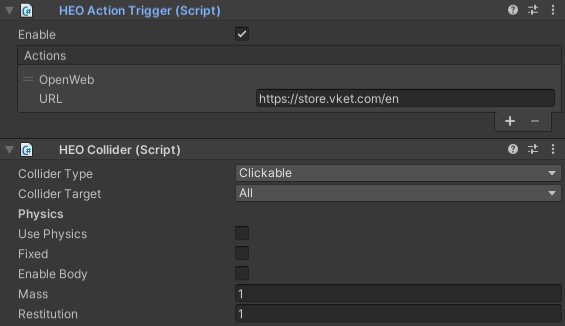 HEO Action Trigger (Script)
Enable
Actions
OpenWeb
URL https://store.vket.com/en
HEO Collider (Script)
Collider Type Clickable
Collider Target All
Physics
Use Physics
Fixed
Enable Body
Mass 1
Restitution 1